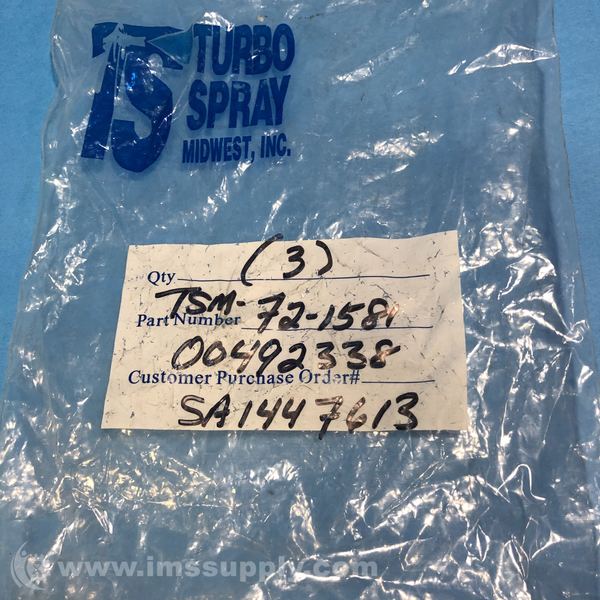 TS TURBO
SPRAY
MIDWEST, INC.
Qty (3)
TSM-
Part Number 72-1581
00492338
Customer Purchase Order#
SA1447613
www.imssupply.com